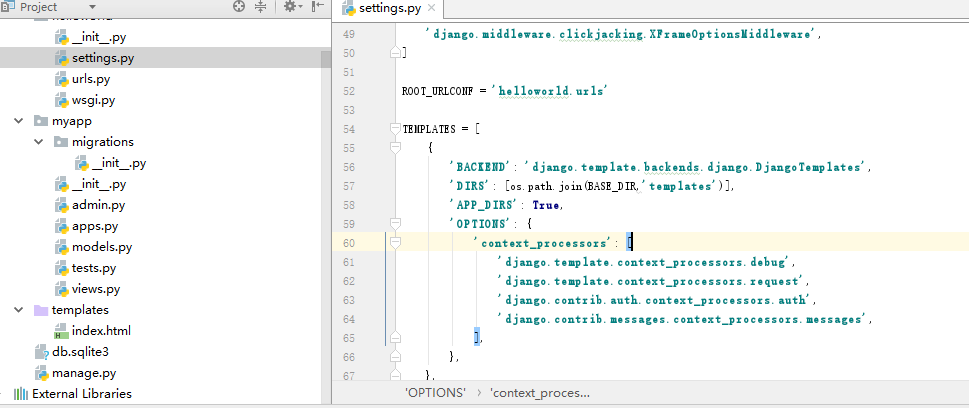 Project
settings.py
helloworld
__init__.py
settings.py
urls.py
wsgi.py
myapp
migrations
__init__.py
__init__.py
admin.py
apps.py
models.py
tests.py
views.py
templates
index.html
db.sqlite3
manage.py
External Libraries
49 'django.middleware.clickjacking.XFrameOptionsMiddleware',
50 ]
51
52 ROOT_URLCONF = 'helloworld.urls'
53
54 TEMPLATES = [
55 {
56 'BACKEND': 'django.template.backends.django.DjangoTemplates',
57 'DIRS': [os.path.join(BASE_DIR,'templates')],
58 'APP_DIRS': True,
59 'OPTIONS': {
60 'context_processors': [
61 'django.template.context_processors.debug',
62 'django.template.context_processors.request',
63 'django.contrib.auth.context_processors.auth',
64 'django.contrib.messages.context_processors.messages',
65 ],
66 },
67 },
'OPTIONS' › 'context_proces...